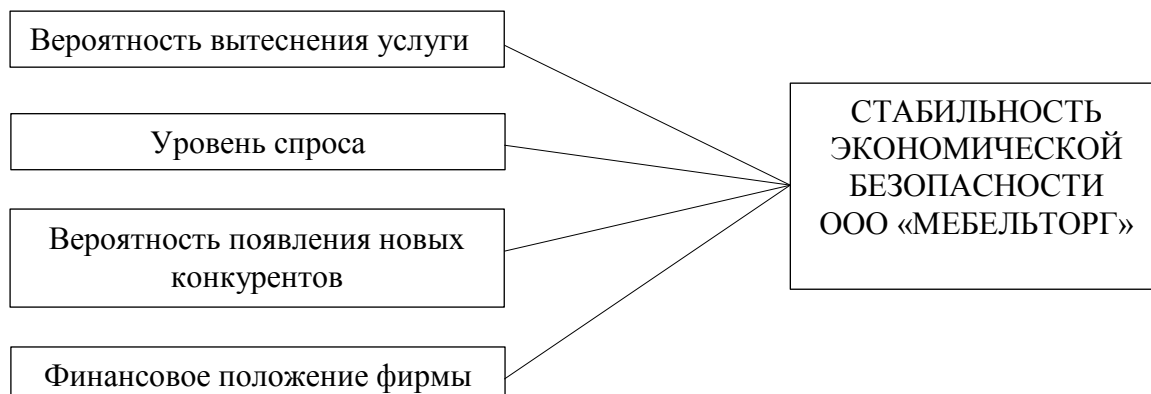 Вероятность вытеснения услуги
Уровень спроса
Вероятность появления новых
конкурентов
Финансовое положение фирмы
СТАБИЛЬНОСТЬ
ЭКОНОМИЧЕСКОЙ
БЕЗОПАСНОСТИ
ООО «МЕБЕЛЬТОРГ»